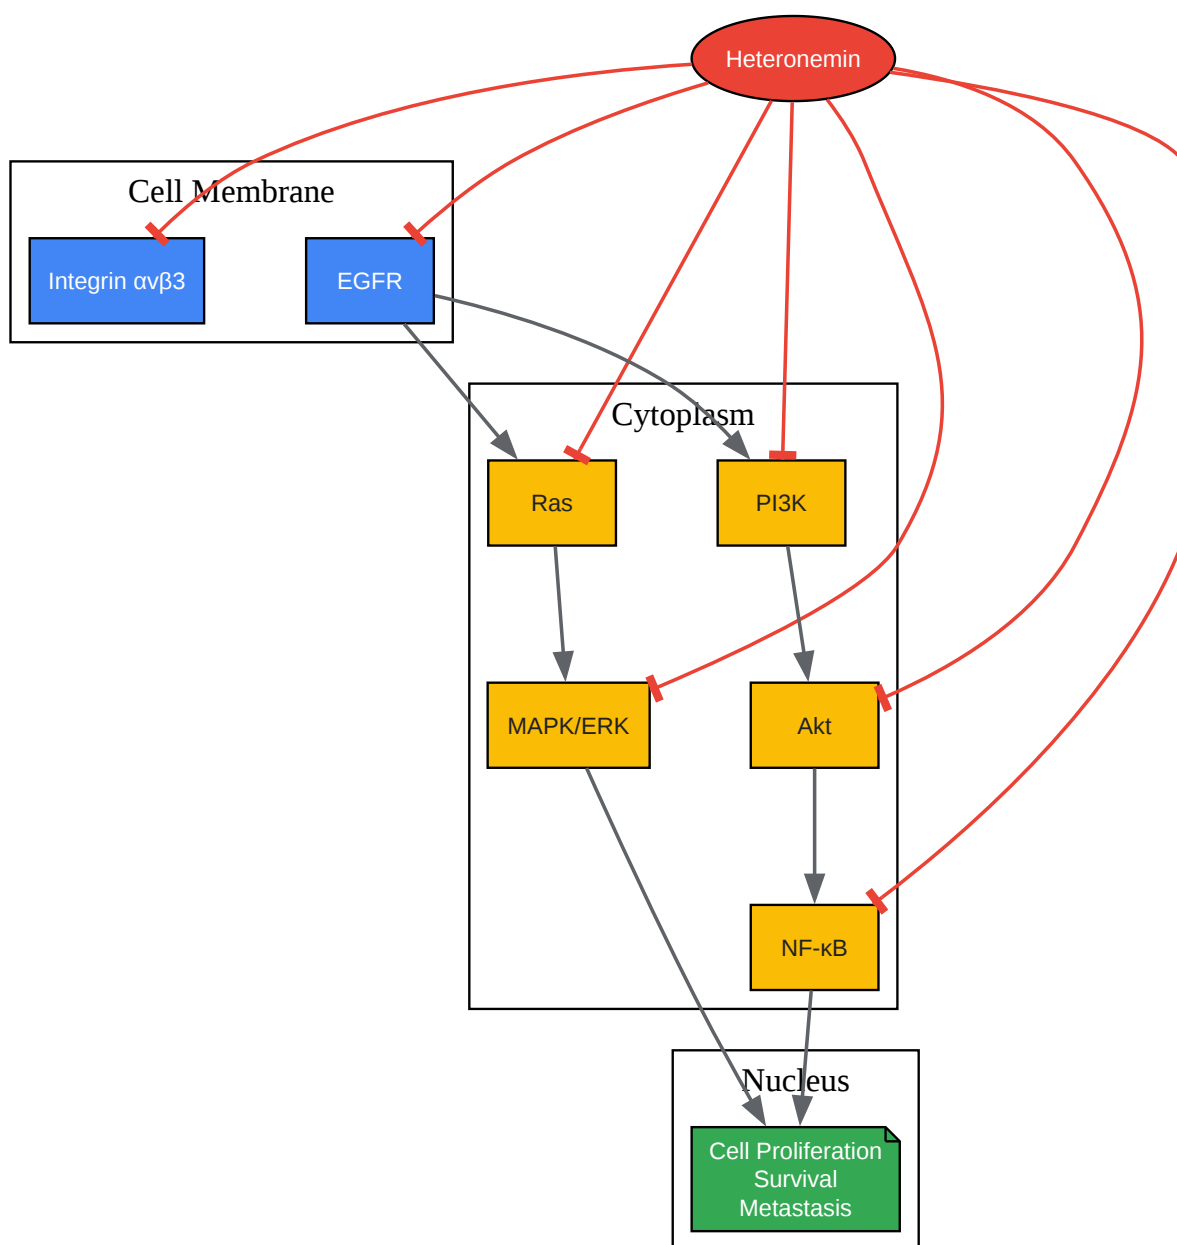 Heteronemin
Cell Membrane
Integrin αvβ3
EGFR
Cytoplasm
Ras
PI3K
MAPK/ERK
Akt
NF-κB
Nucleus
Cell Proliferation
Survival
Metastasis